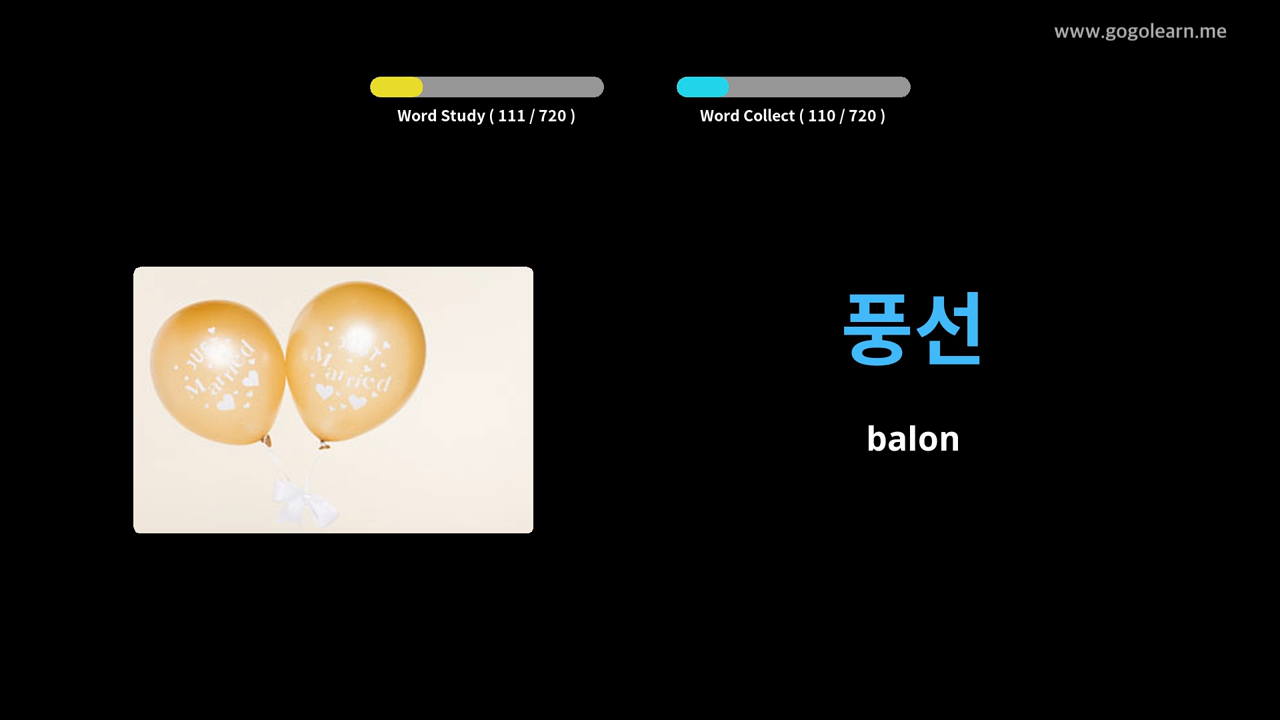 www.gogolearn.me
Word Study ( 111 / 720 )
Word Collect ( 110 / 720 )
JUST
Married
JUST
Married
풍선
balon